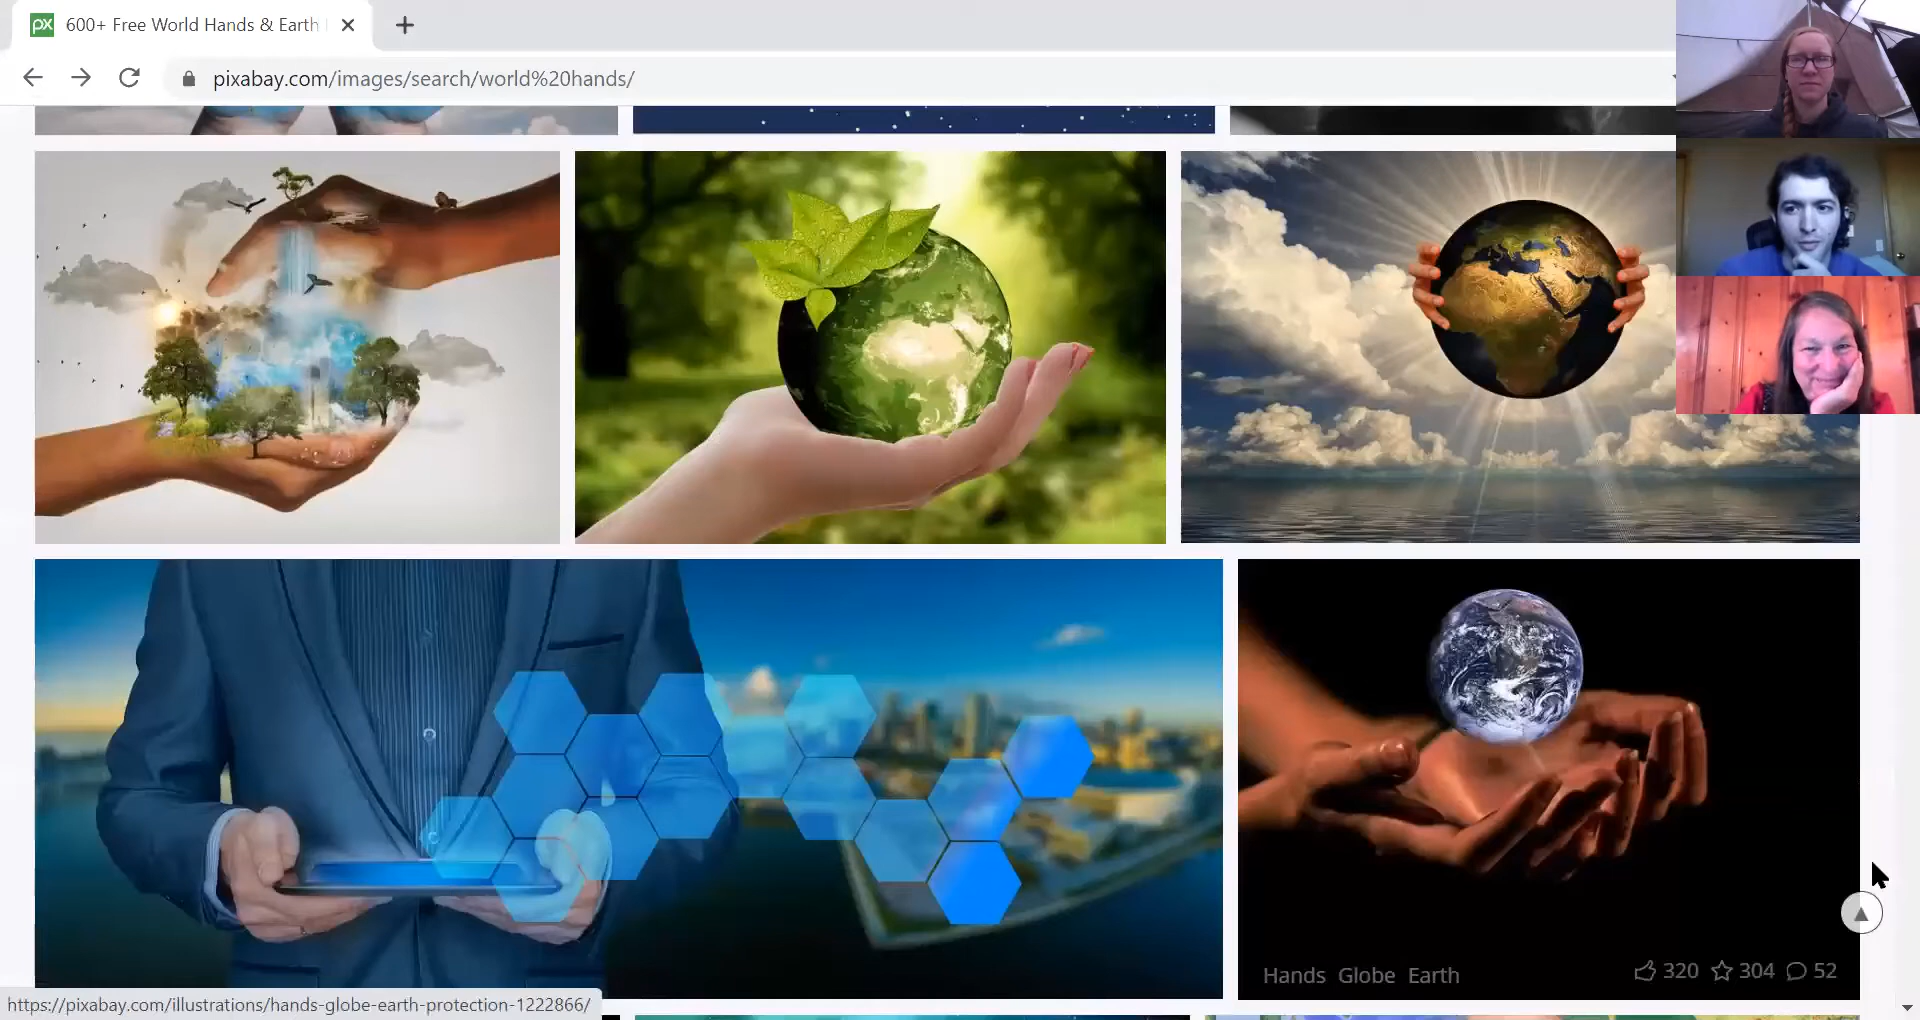 px 600+ Free World Hands & Earth
pixabay.com/images/search/world%20hands/
Hands Globe Earth 320 304 52
https://pixabay.com/illustrations/hands-globe-earth-protection-1222866/